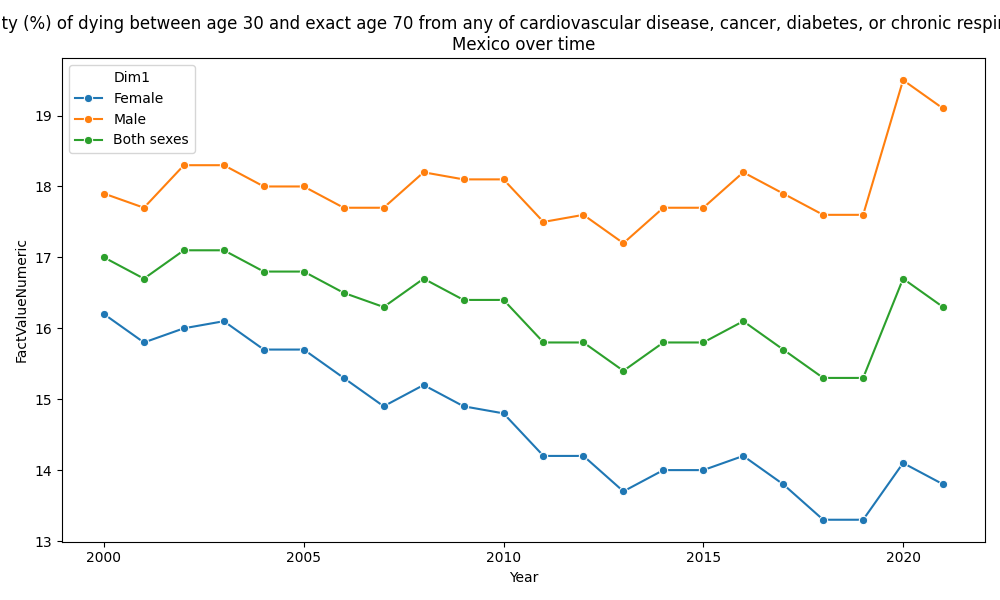 (%) of dying between age 30 and exact age 70 from any of cardiovascular disease, cancer, diabetes, or chronic
Mexico over time
Dim1
Female
Male
Both sexes
FactValueNumeric
19
18
17
16
15
14
13
2000
2005
2010
2015
2020
Year